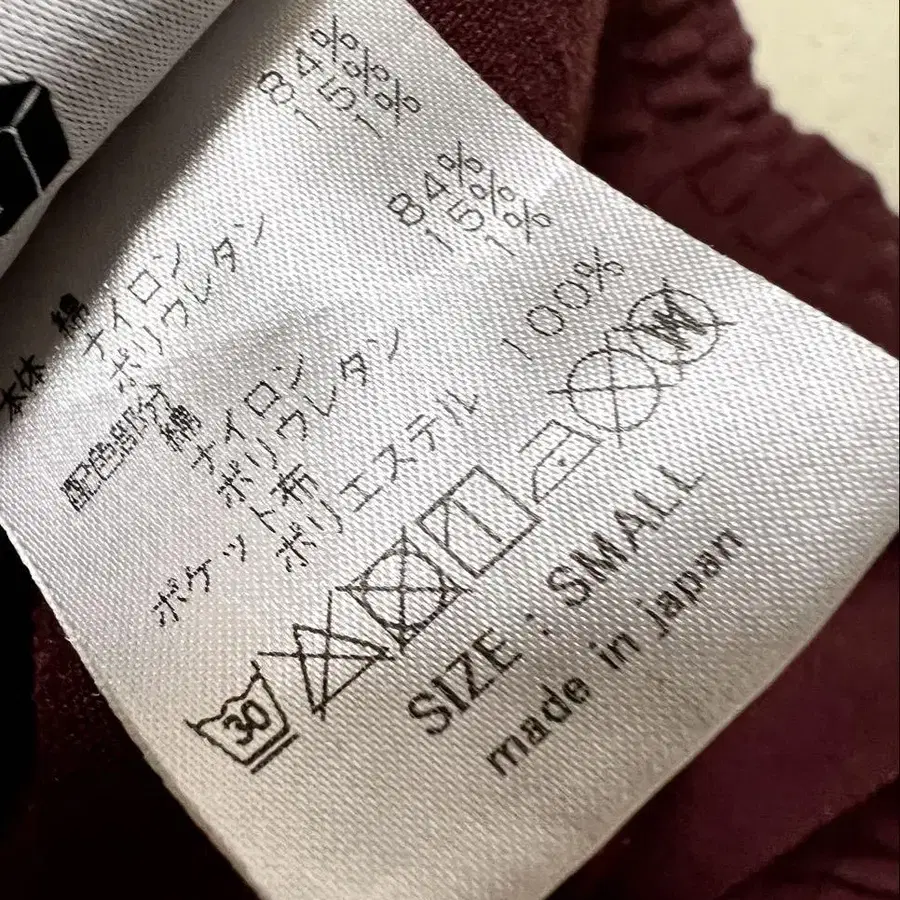 本体 綿 84%
ナイロン 15%
ポリウレタン 1%
配色部分
綿 84%
ナイロン 15%
ポリウレタン 1%
ポケット布
ポリエステル 100%
30
W
SIZE : SMALL
made in japan